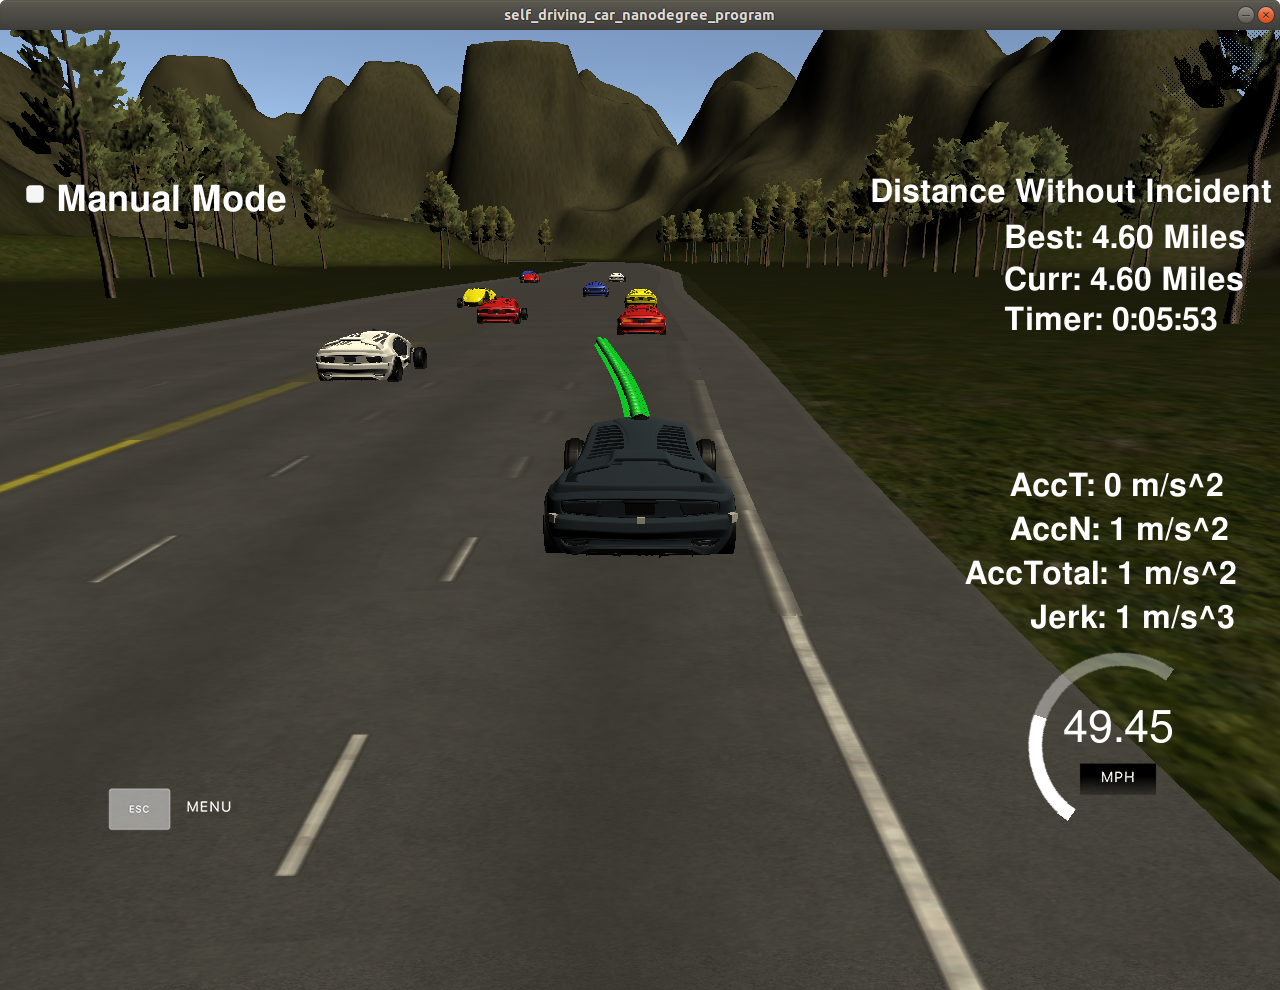 self_driving_car_nanodegree_program
Manual Mode
Distance Without Incident
Best: 4.60 Miles
Curr: 4.60 Miles
Timer: 0:05:53
AccT: 0 m/s^2
AccN: 1 m/s^2
AccTotal: 1 m/s^2
Jerk: 1 m/s^3
49.45
MPH
ESC MENU